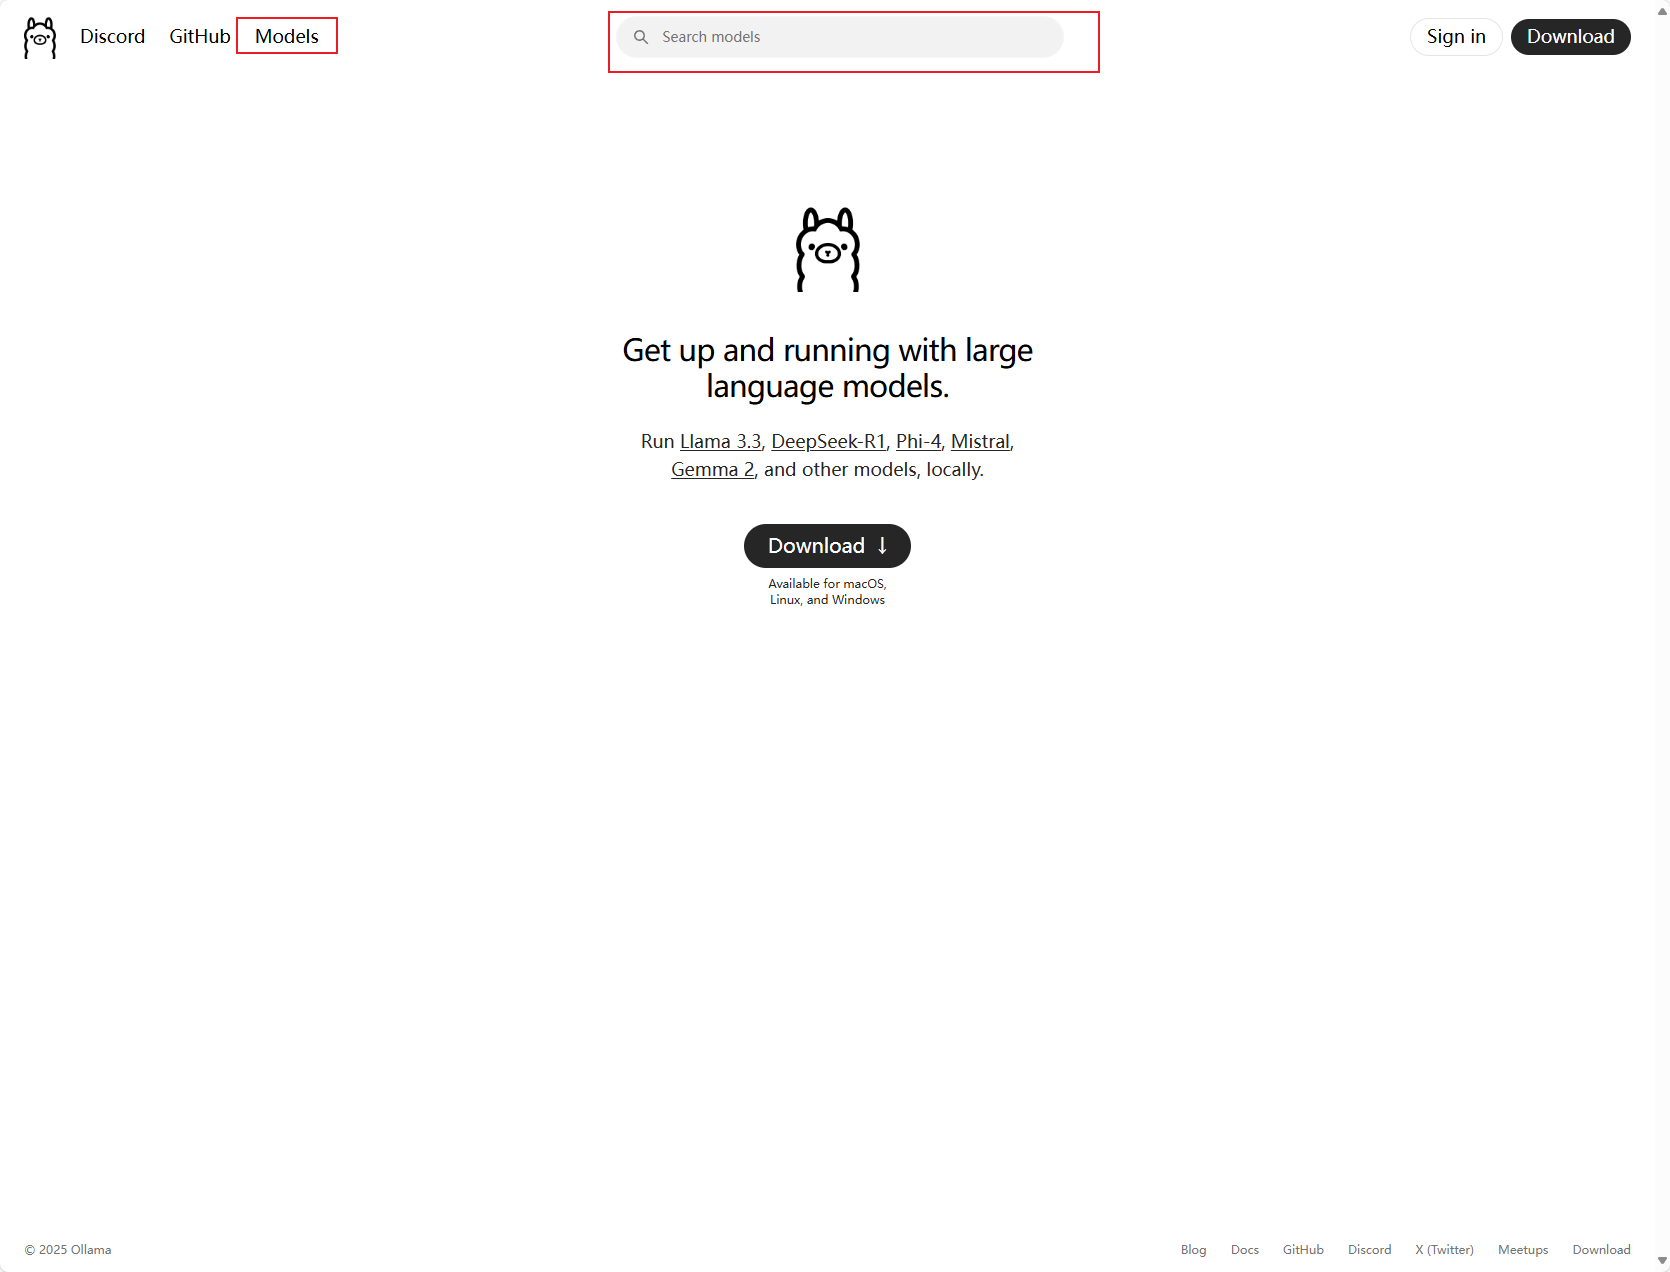 Discord GitHub Models Search models Sign in Download
Get up and running with large
language models.
Run Llama 3.3, DeepSeek-R1, Phi-4, Mistral,
Gemma 2, and other models, locally.
Download ↓
Available for macOS,
Linux, and Windows
© 2025 Ollama Blog Docs GitHub Discord X (Twitter) Meetups Download